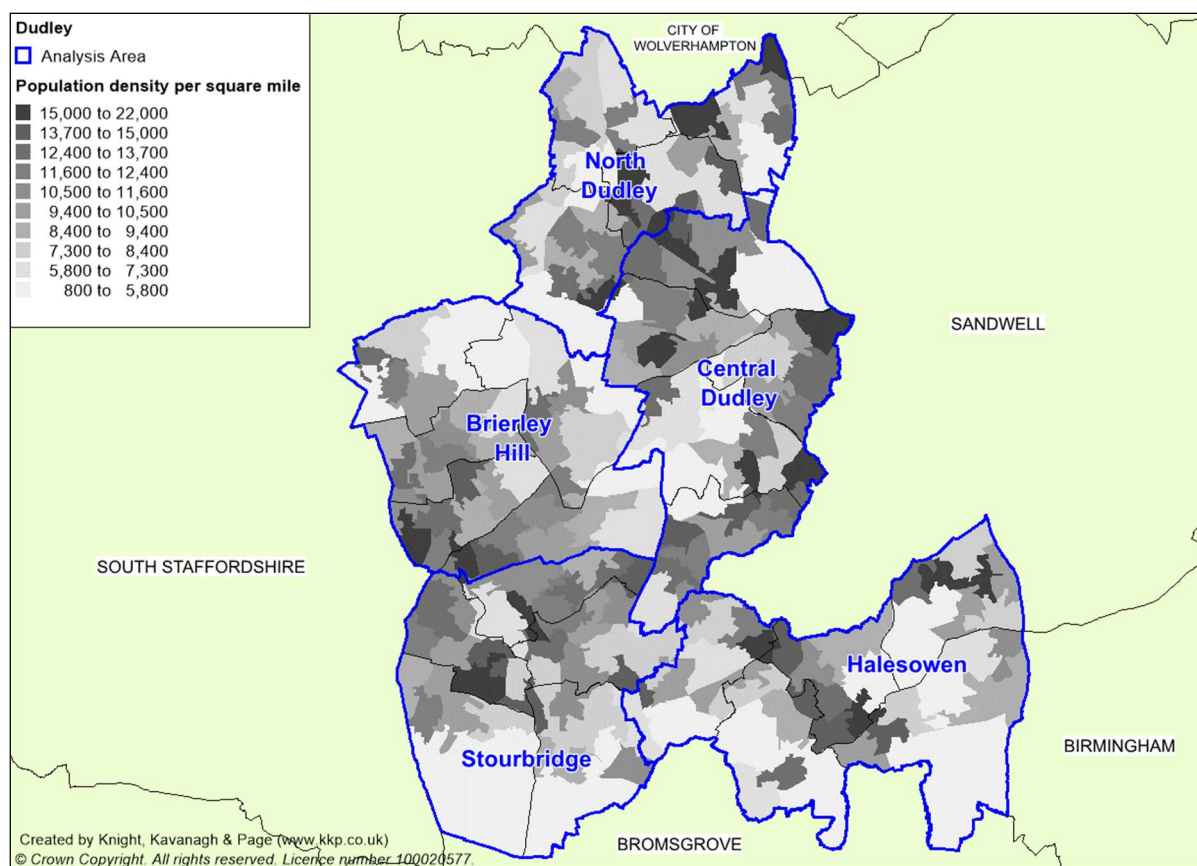 Dudley
Analysis Area
Population density per square mile
15,000 to 22,000
13,700 to 15,000
12,400 to 13,700
11,600 to 12,400
10,500 to 11,600
9,400 to 10,500
8,400 to 9,400
7,300 to 8,400
5,800 to 7,300
800 to 5,800
CITY OF
WOLVERHAMPTON
North
Dudley
SANDWELL
Central
Dudley
Brierley
Hill
SOUTH STAFFORDSHIRE
Halesowen
Stourbridge
BIRMINGHAM
BROMSGROVE
Created by Knight, Kavanagh & Page (www.kkp.co.uk)
© Crown Copyright. All rights reserved. Licence number 100020577.